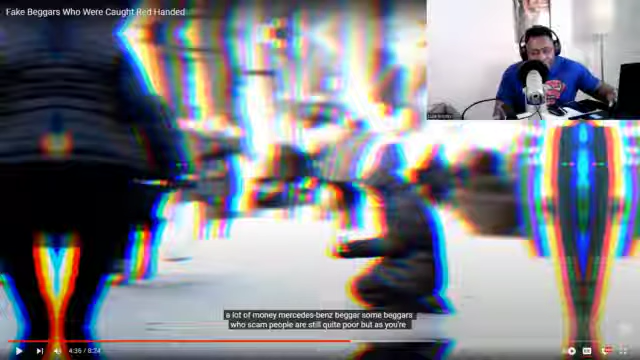 Fake Beggars Who Were Caught Red Handed
a lot of money mercedes-benz beggar some beggars
who scam people are still quite poor but as you're
4:36 / 8:24